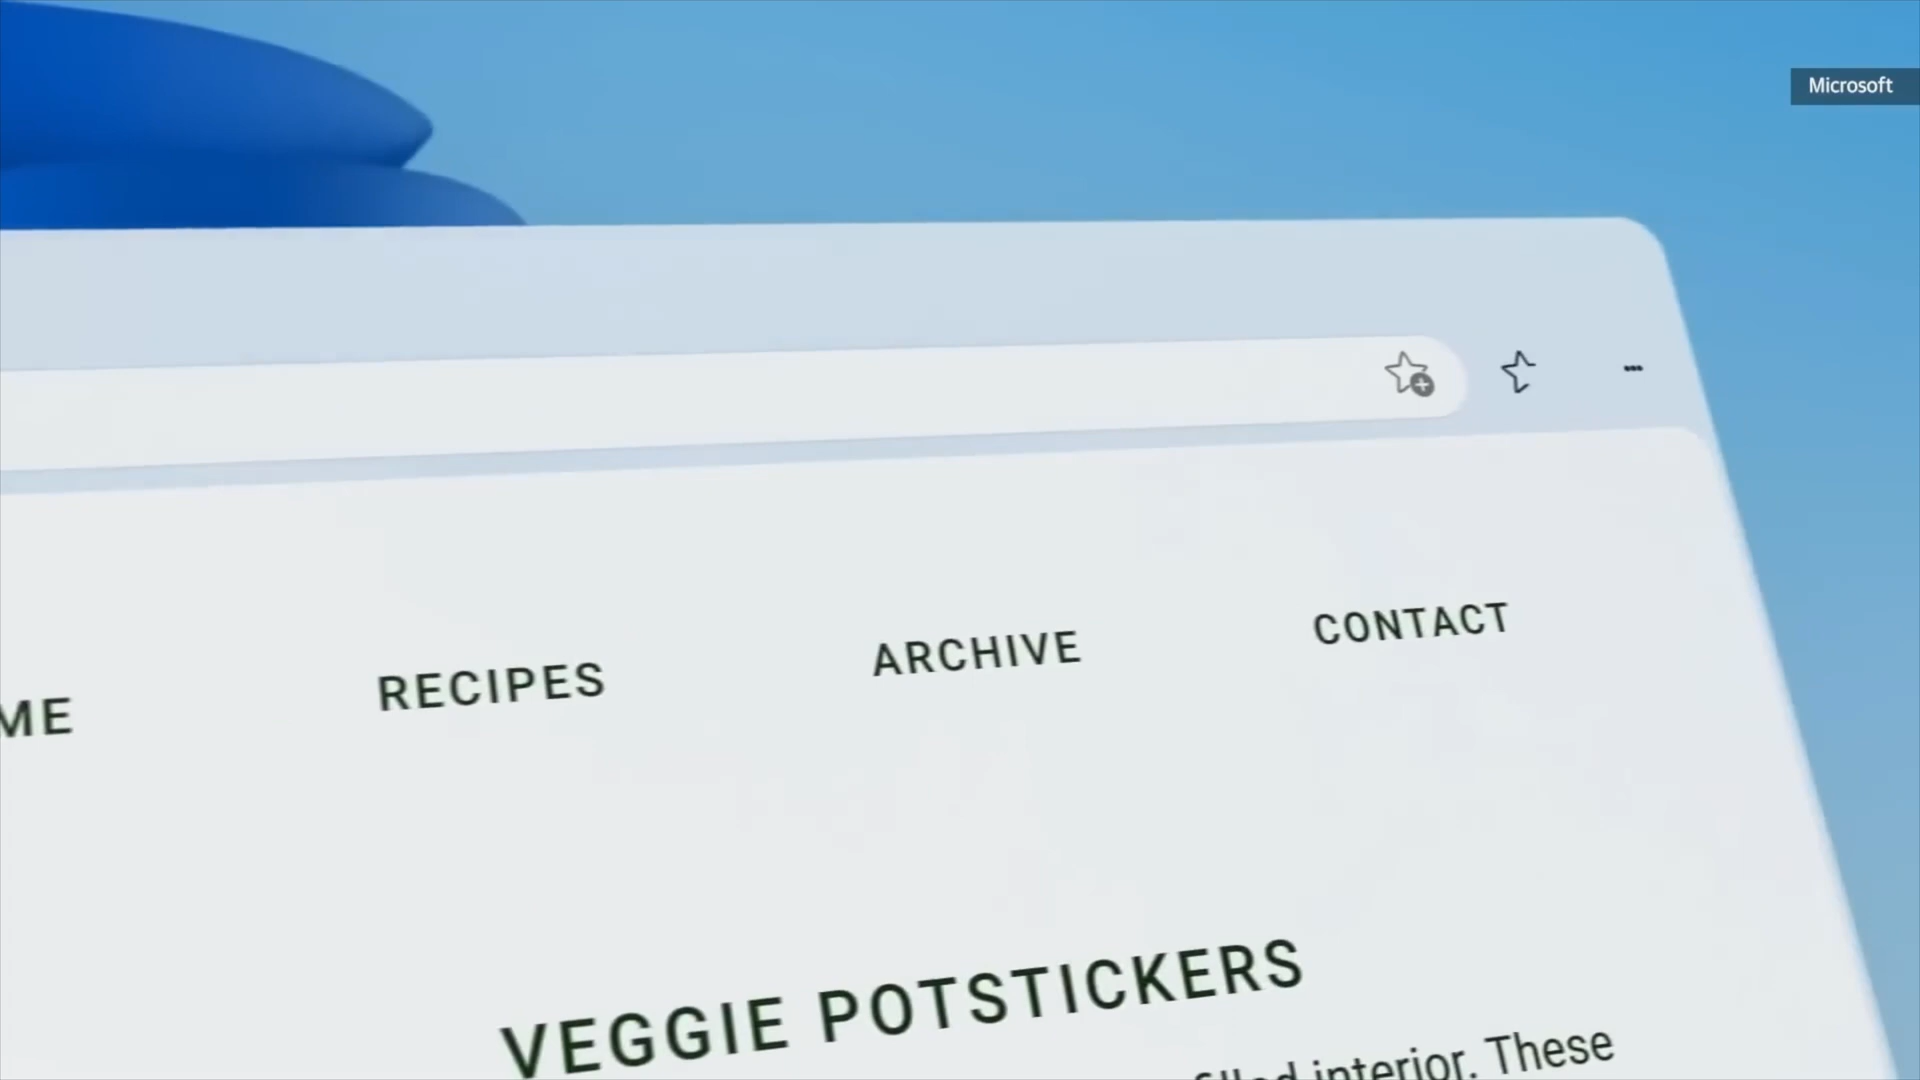 Microsoft
ME RECIPES ARCHIVE CONTACT
VEGGIE POTSTICKERS
interior. These